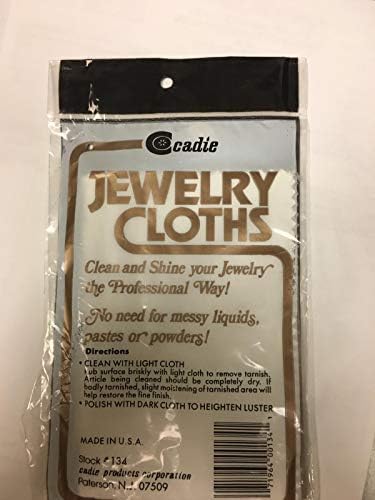 Cadie
JEWELRY
CLOTHS
Clean and Shine your Jewelry
the Professional Way!
No need for messy liquids,
pastes or powders!
Directions
• CLEAN WITH LIGHT CLOTH
Rub surface briskly with light cloth to remove tarnish.
Article being cleaned should be completely dry. If
badly tarnished, slight moistening of tarnished area will
help restore the fine finish.
• POLISH WITH DARK CLOTH TO HEIGHTEN LUSTER
MADE IN U.S.A.
Stock #134
cadie products corporation
Paterson, N.J. 07509
71964 00134